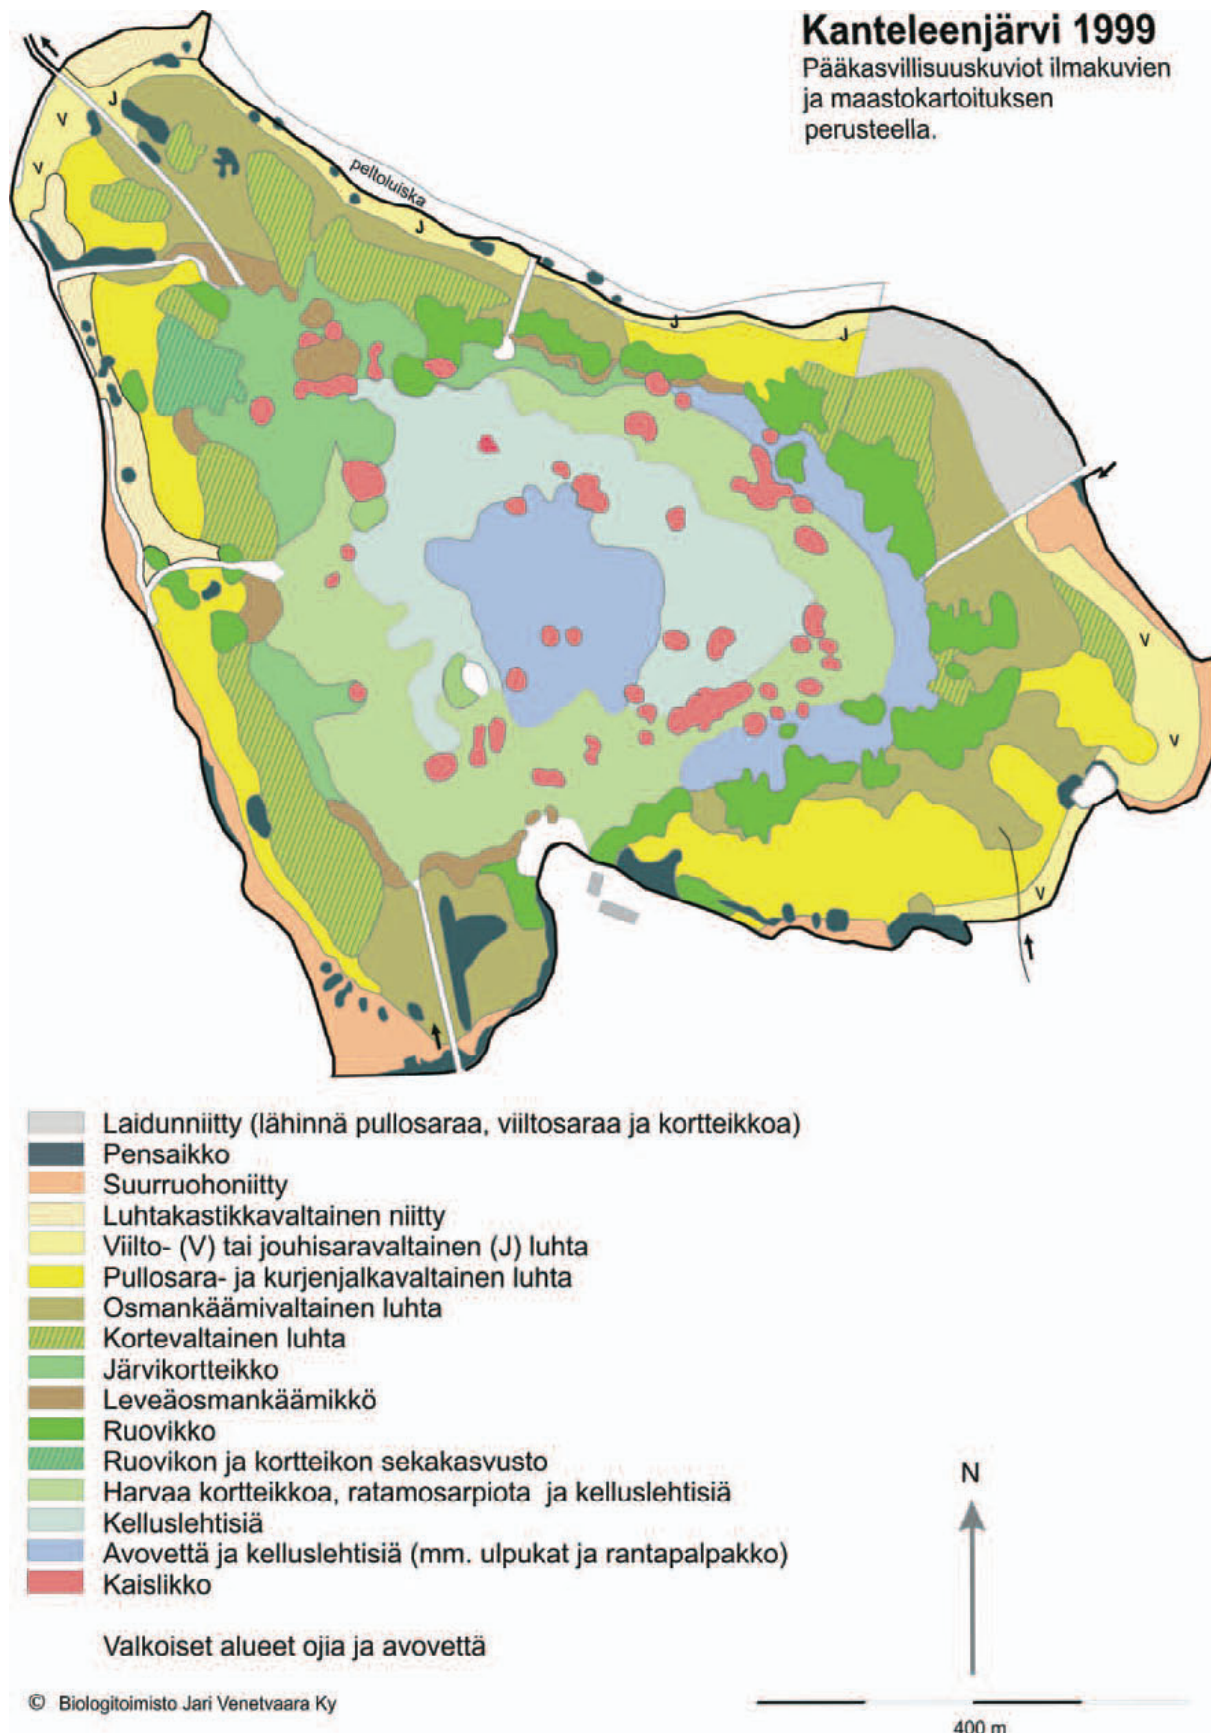 Kanteleenjärvi 1999
Pääkasvillisuuskuviot ilmakuvien
ja maastokartoituksen
perusteella.
J
V
V
peltoluiska
J
J
J
V
V
V
Laidunniitty (lähinnä pullosaraa, viiltosaraa ja kortteikkoa)
Pensaikko
Suurruohoniitty
Luhtakastikkavaltainen niitty
Viilto- (V) tai jouhisaravaltainen (J) luhta
Pullosara- ja kurjenjalkavaltainen luhta
Osmankäämivaltainen luhta
Kortevaltainen luhta
Järvikortteikko
Leveäosmankäämikkö
Ruovikko
Ruovikon ja kortteikon sekakasvusto
Harvaa kortteikkoa, ratamosarpiota ja kelluslehtisiä
Kelluslehtisiä
Avovettä ja kelluslehtisiä (mm. ulpukat ja rantapalpakko)
Kaislikko
Valkoiset alueet ojia ja avovettä
N
© Biologitoimisto Jari Venetvaara Ky
400 m